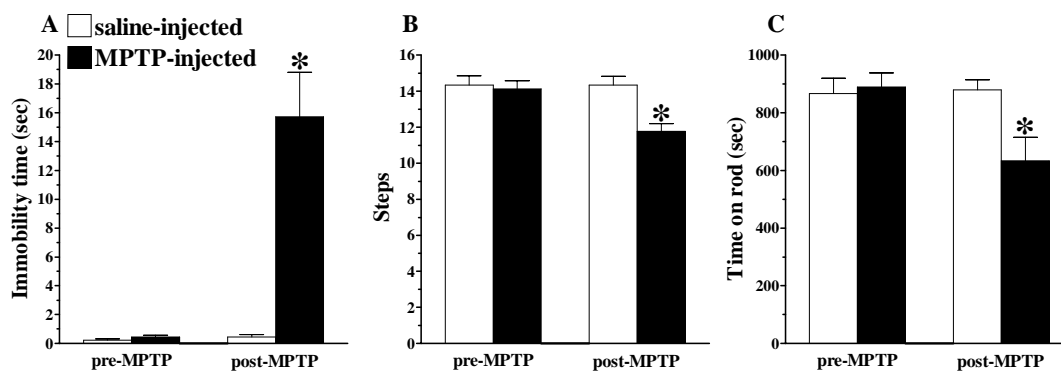 A
saline-injected
MPTP-injected
Immobility time (sec)
20
18
16
14
12
10
8
6
4
2
0
*
pre-MPTP
post-MPTP
B
Steps
16
14
12
10
8
6
4
2
0
*
pre-MPTP
post-MPTP
C
Time on rod (sec)
1000
800
600
400
200
0
*
pre-MPTP
post-MPTP